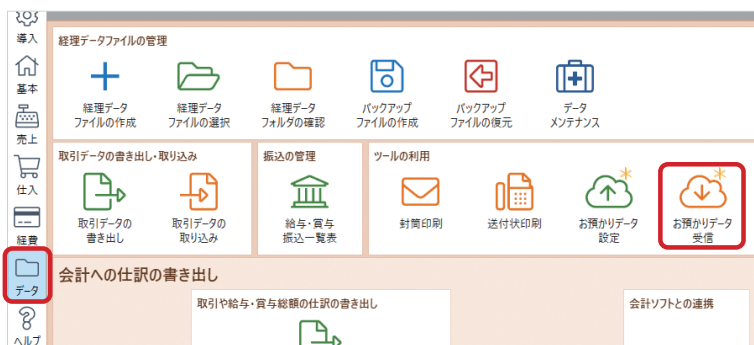 導入
基本
売上
仕入
経費
データ
ヘルプ
経理データファイルの管理
経理データ
ファイルの作成
経理データ
ファイルの選択
経理データ
フォルダの確認
バックアップ
ファイルの作成
バックアップ
ファイルの復元
データ
メンテナンス
取引データの書き出し・取り込み
取引データの
書き出し
取引データの
取り込み
振込の管理
給与・賞与
振込一覧表
ツールの利用
封筒印刷
送付状印刷
お預かりデータ
設定
お預かりデータ
受信
会計への仕訳の書き出し
取引や給与・賞与総額の仕訳の書き出し
会計ソフトとの連携